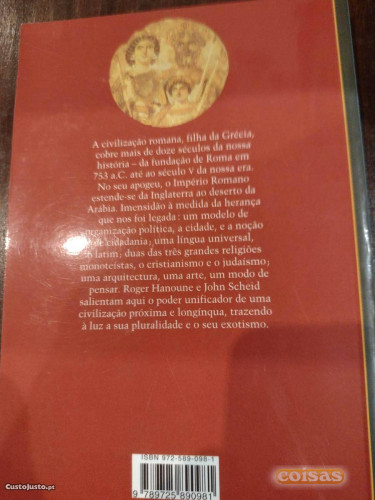 A civilização romana, filha da Grécia,
cobre mais de doze séculos da nossa
história – da fundação de Roma em
753 a.C. até ao século V da nossa era.
No seu apogeu, o Império Romano
estende-se da Inglaterra ao deserto da
Arábia. Imensidão à medida da herança
que nos foi legada: um modelo de
organização política, a cidade, e a noção
de cidadania; uma língua universal,
o latim; duas das três grandes religiões
monoteístas, o cristianismo e o judaísmo;
uma arquitectura, uma arte, um modo de
pensar. Roger Hanoune e John Scheid
salientam aqui o poder unificador de uma
civilização próxima e longínqua, trazendo
à luz a sua pluralidade e o seu exotismo.
ISBN 972-589-098-1
9 789725 890981
CustoJusto.pt
coisas